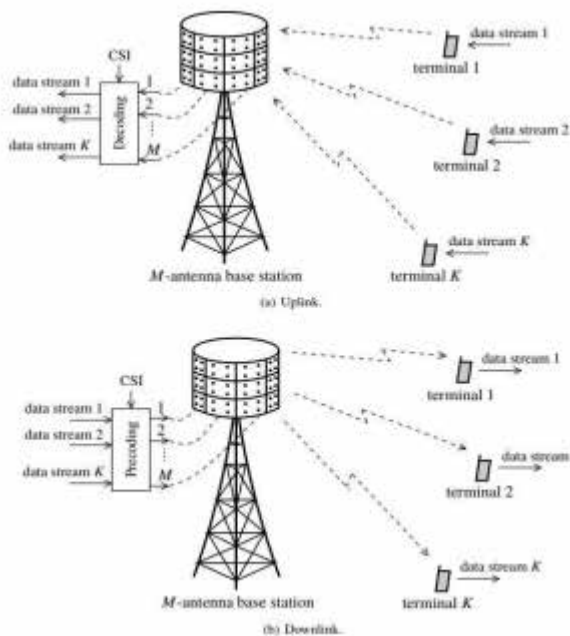 CSI
data stream 1
data stream 2
data stream K
Decoding
1
2
M
data stream 1
terminal 1
data stream 2
terminal 2
data stream K
terminal K
M-antenna base station
(a) Uplink.
CSI
data stream 1
data stream 2
data stream K
Precoding
1
2
M
data stream 1
terminal 1
data stream
terminal 2
data stream K
terminal K
M-antenna base station
(b) Downlink.